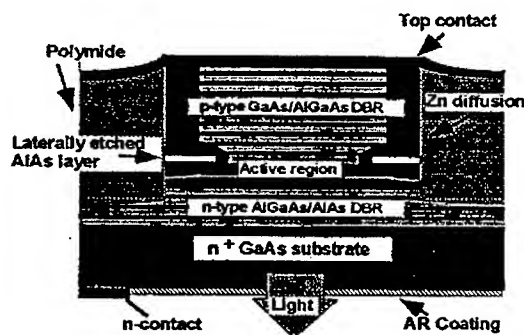 Top contact
Polymide
p-type GaAs/AlGaAs DBR
Zn diffusion
Laterally etched
AlAs layer
Active region
n-type AlGaAs/AlAs DBR
n + GaAs substrate
Light
n-contact
AR Coating